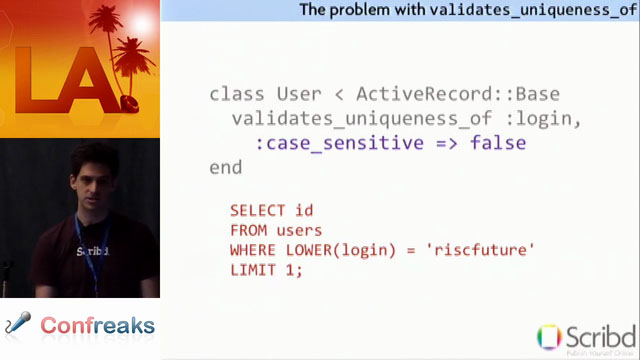 The problem with validates_uniqueness_of
LA
class User < ActiveRecord::Base
validates_uniqueness_of :login,
:case_sensitive => false
end
SELECT id
FROM users
WHERE LOWER(login) = 'riscfuture'
LIMIT 1;
Scribd.
Confreaks
Scribd
Publish Yourself Online